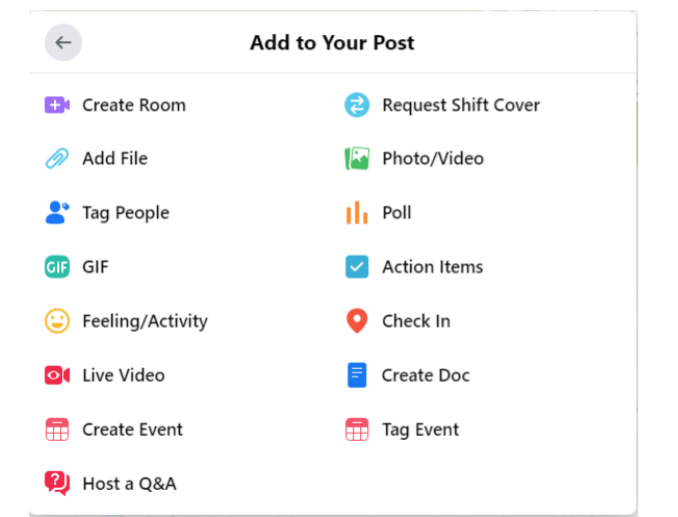 Add to Your Post
Create Room
Request Shift Cover
Add File
Photo/Video
Tag People
Poll
GIF GIF
Action Items
Feeling/Activity
Check In
Live Video
Create Doc
Create Event
Tag Event
Host a Q&A